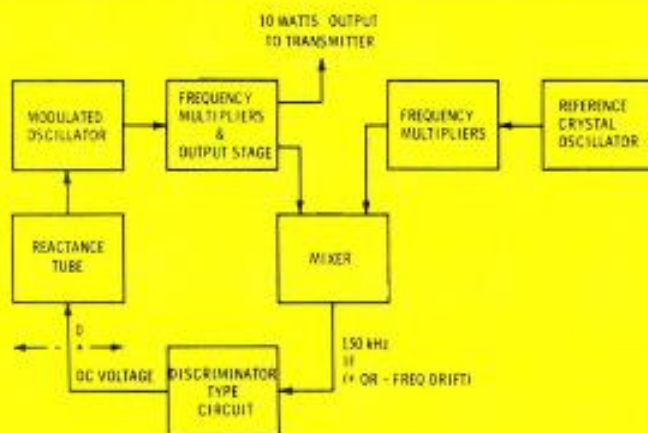 10 WATTS OUTPUT
TO TRANSMITTER
MODULATED
OSCILLATOR
FREQUENCY
MULTIPLIERS
&
OUTPUT STAGE
FREQUENCY
MULTIPLIERS
REFERENCE
CRYSTAL
OSCILLATOR
REACTANCE
TUBE
MIXER
0
- +
DC VOLTAGE
DISCRIMINATOR
TYPE
CIRCUIT
150 kHz
IF
(+ OR - FREQ DRIFT)